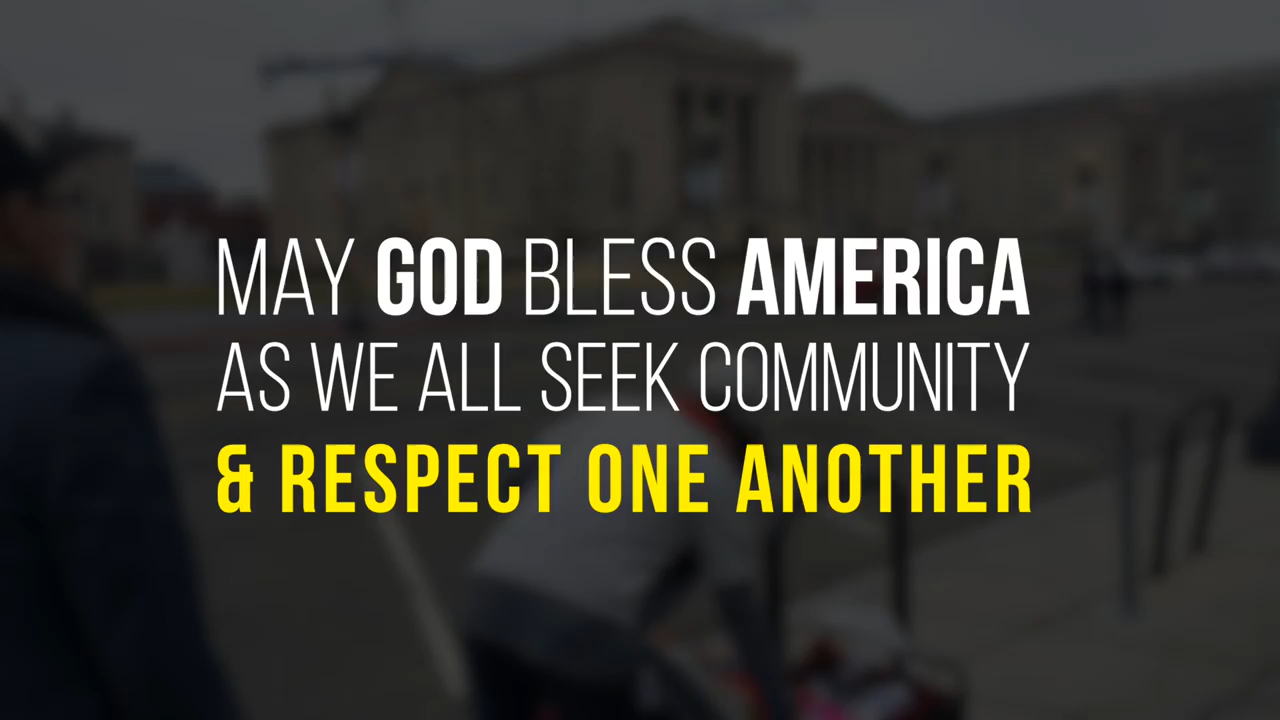 MAY GOD BLESS AMERICA
AS WE ALL SEEK COMMUNITY
& RESPECT ONE ANOTHER